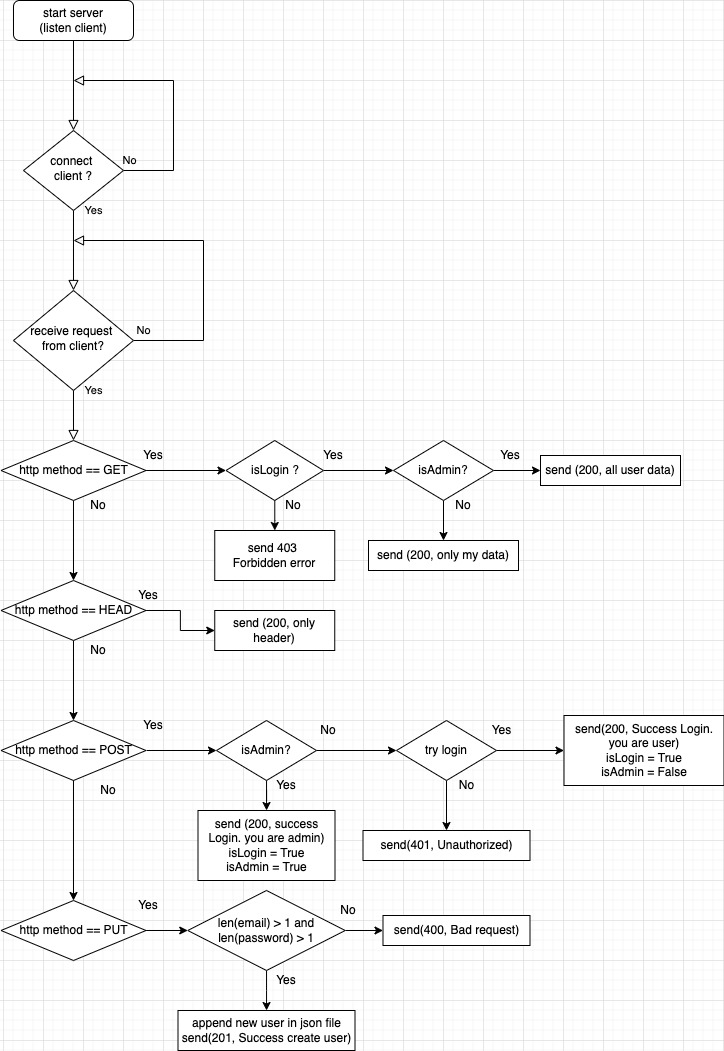 start server
(listen client)
connect
client ?
No
Yes
receive request
from client?
No
Yes
http method == GET
Yes
isLogin ?
Yes
isAdmin?
Yes
send (200, all user data)
No
No
No
send 403
Forbidden error
send (200, only my data)
http method == HEAD
Yes
send (200, only
header)
No
http method == POST
Yes
isAdmin?
No
try login
Yes
send(200, Success Login.
you are user)
isLogin = True
isAdmin = False
No
Yes
No
send (200, success
Login. you are admin)
isLogin = True
isAdmin = True
send(401, Unauthorized)
http method == PUT
Yes
len(email) > 1 and
len(password) > 1
No
send(400, Bad request)
Yes
append new user in json file
send(201, Success create user)